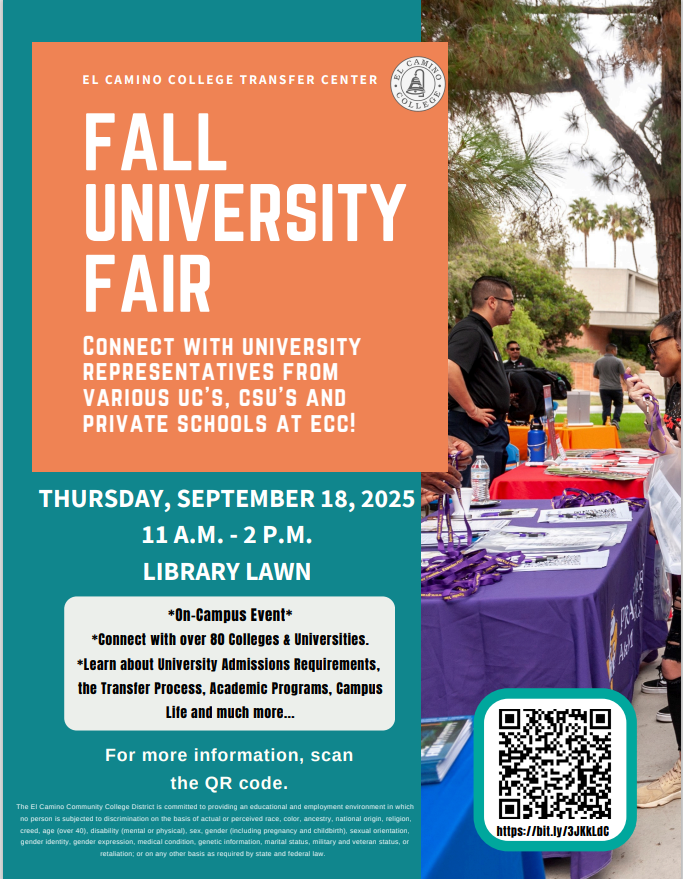 EL CAMINO COLLEGE TRANSFER CENTER
EL CAMINO
COLLEGE
FALL
UNIVERSITY
FAIR
CONNECT WITH UNIVERSITY
REPRESENTATIVES FROM
VARIOUS UC'S, CSU'S AND
PRIVATE SCHOOLS AT ECC!
THURSDAY, SEPTEMBER 18, 2025
11 A.M. - 2 P.M.
LIBRARY LAWN
*On-Campus Event*
*Connect with over 80 Colleges & Universities.
*Learn about University Admissions Requirements,
the Transfer Process, Academic Programs, Campus
Life and much more...
For more information, scan
the QR code.
The El Camino Community College District is committed to providing an educational and employment environment in which
no person is subjected to discrimination on the basis of actual or perceived race, color, ancestry, national origin, religion,
creed, age (over 40), disability (mental or physical), sex, gender (including pregnancy and childbirth), sexual orientation,
gender identity, gender expression, medical condition, genetic information, marital status, military and veteran status, or
retaliation; or on any other basis as required by state and federal law.
A&M
https://bit.ly/3JKkLdC